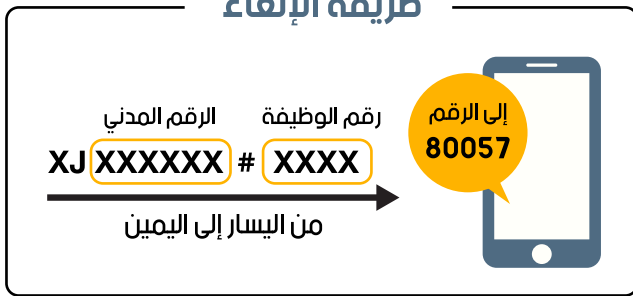 طريقة الإلغاء
رقم الوظيفة
الرقم المدني
XJ XXXXXX # XXXX
من اليسار إلى اليمين
إلى الرقم
80057